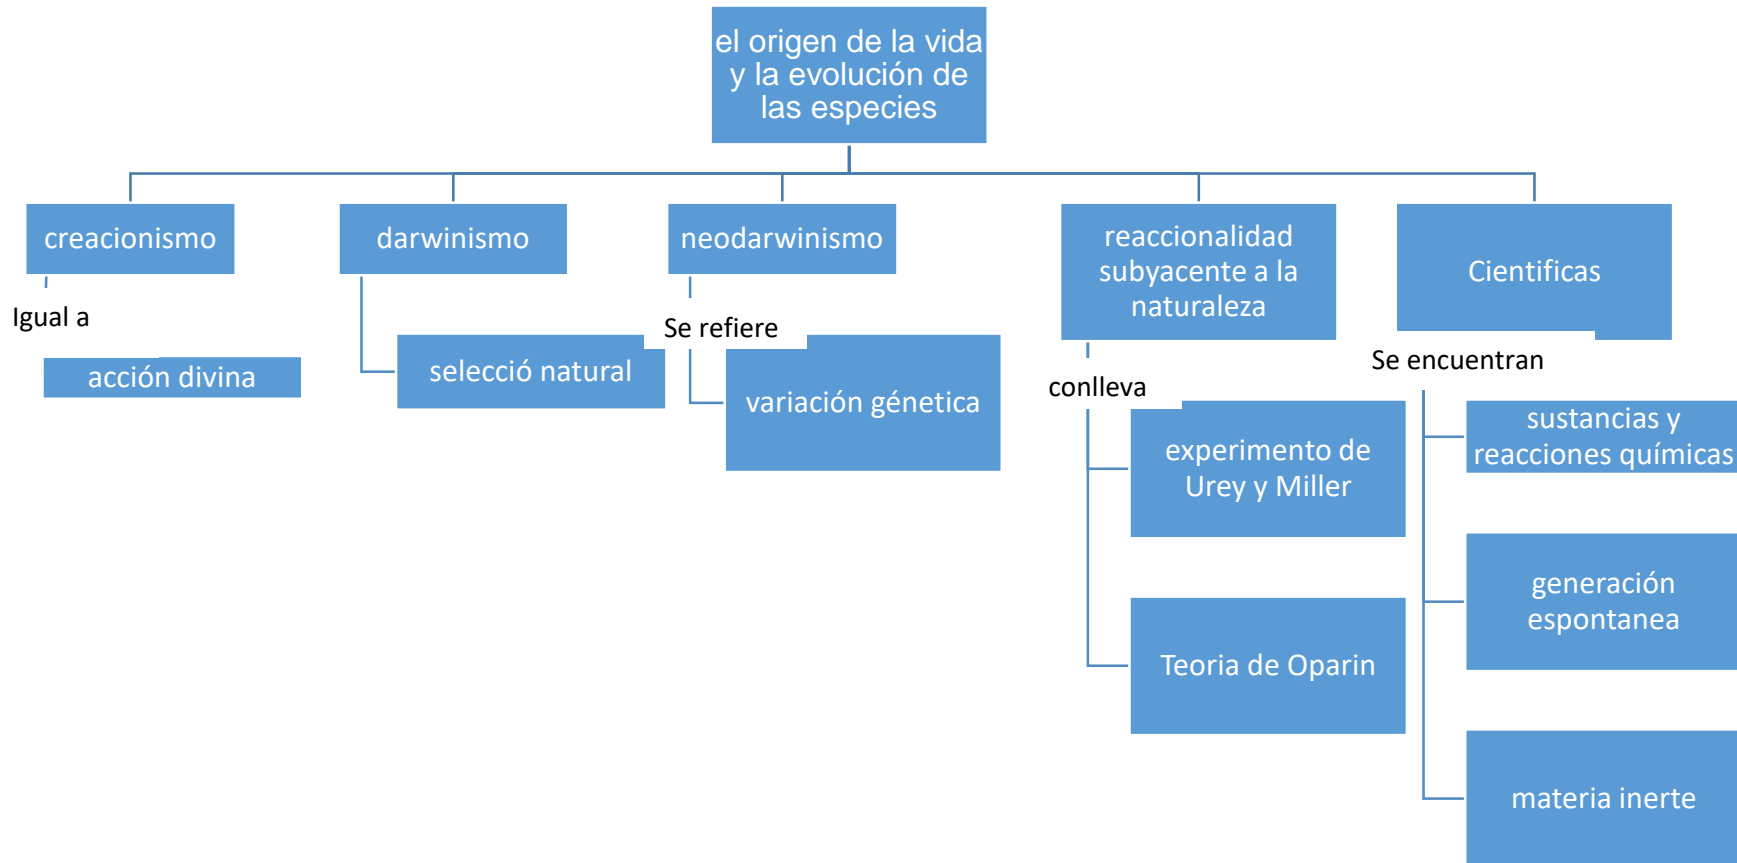 el origen de la vida
y la evolución de
las especies
creacionismo
darwinismo
neodarwinismo
reaccionalidad
subyacente a la
naturaleza
Cientificas
Igual a
Se refiere
conlleva
Se encuentran
acción divina
selecció natural
variación génetica
experimento de
Urey y Miller
Teoria de Oparin
sustancias y
reacciones químicas
generación
espontanea
materia inerte